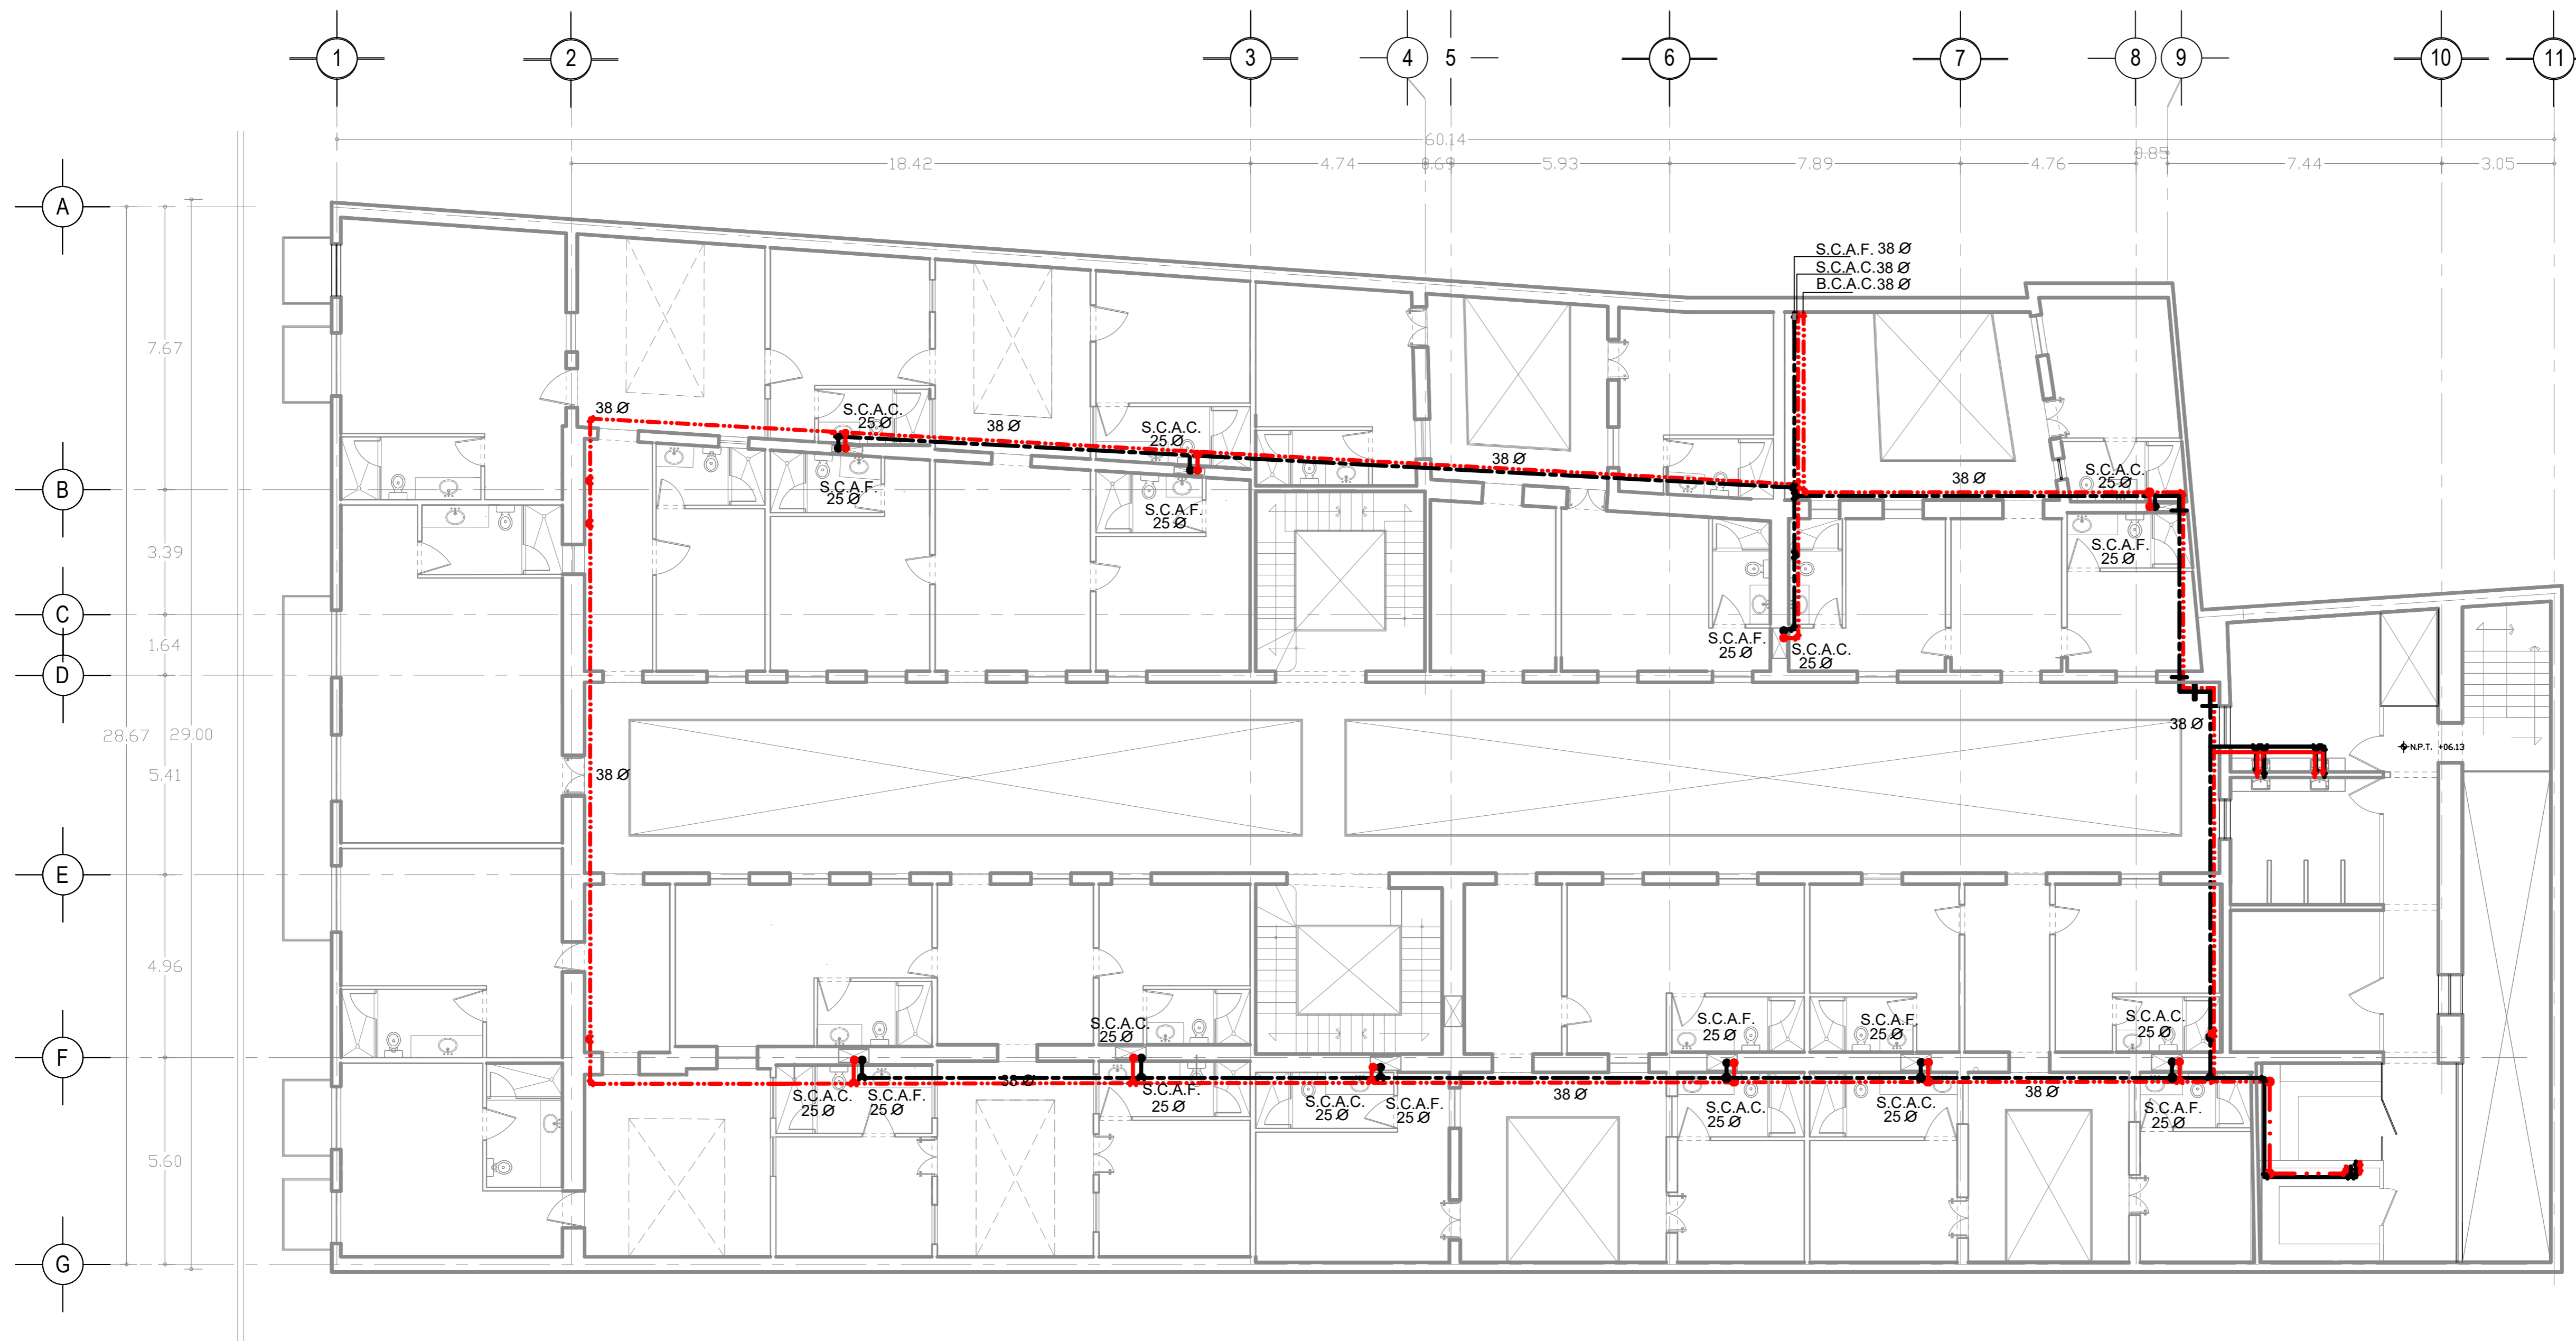 1
2
3
4
5
6
7
8
9
10
11
60.14
18.42
4.74
0.69
5.93
7.89
4.76
0.85
7.44
3.05
A
B
C
D
E
F
G
7.67
3.39
1.64
28.67
29.00
5.41
4.96
5.60
S.C.A.F. 38 Ø
S.C.A.C. 38 Ø
B.C.A.C. 38 Ø
38 Ø
S.C.A.C.
25 Ø
38 Ø
S.C.A.C.
25 Ø
38 Ø
38 Ø
S.C.A.C.
25 Ø
S.C.A.F.
25 Ø
S.C.A.F.
25 Ø
S.C.A.F.
25 Ø
S.C.A.F.
25 Ø
S.C.A.C.
25 Ø
38 Ø
N.P.T. +06.13
38 Ø
S.C.A.C.
25 Ø
S.C.A.F.
25 Ø
S.C.A.F.
25 Ø
S.C.A.C.
25 Ø
38 Ø
S.C.A.C.
25 Ø
S.C.A.F.
25 Ø
S.C.A.F.
25 Ø
S.C.A.C.
25 Ø
S.C.A.F.
25 Ø
38 Ø
S.C.A.C.
25 Ø
S.C.A.C.
25 Ø
38 Ø
S.C.A.F.
25 Ø